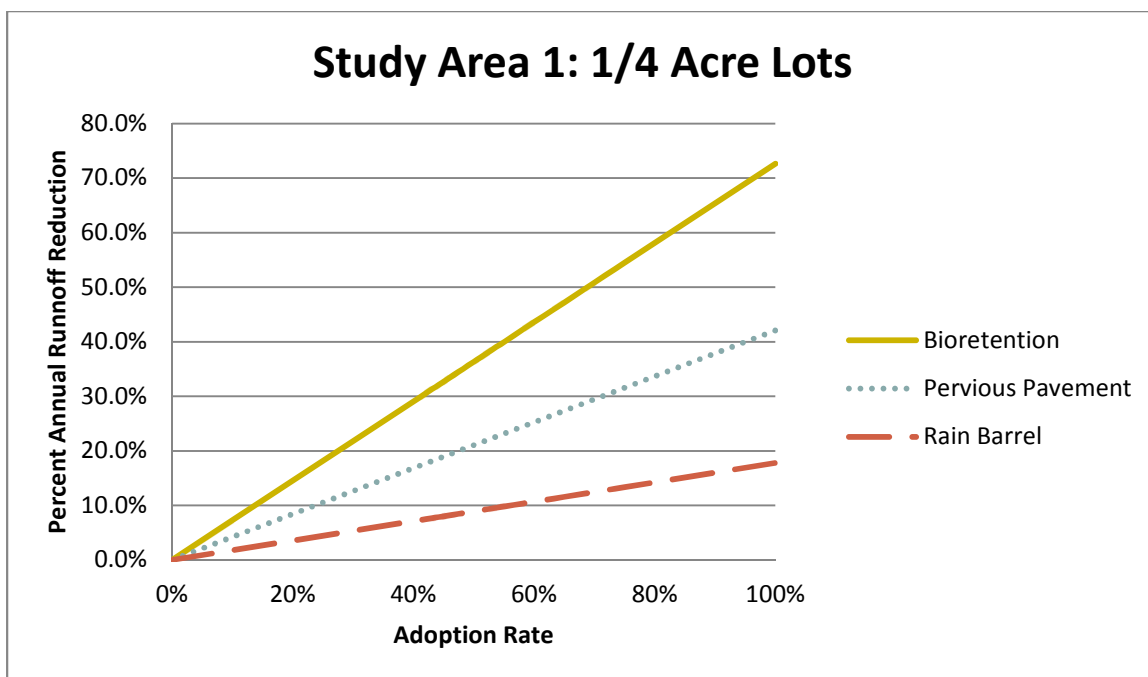 Study Area 1: 1/4 Acre Lots
Percent Annual Runnoff Reduction
80.0%
70.0%
60.0%
50.0%
40.0%
30.0%
20.0%
10.0%
0.0%
0% 20% 40% 60% 80% 100%
Adoption Rate
Bioretention
Pervious Pavement
Rain Barrel